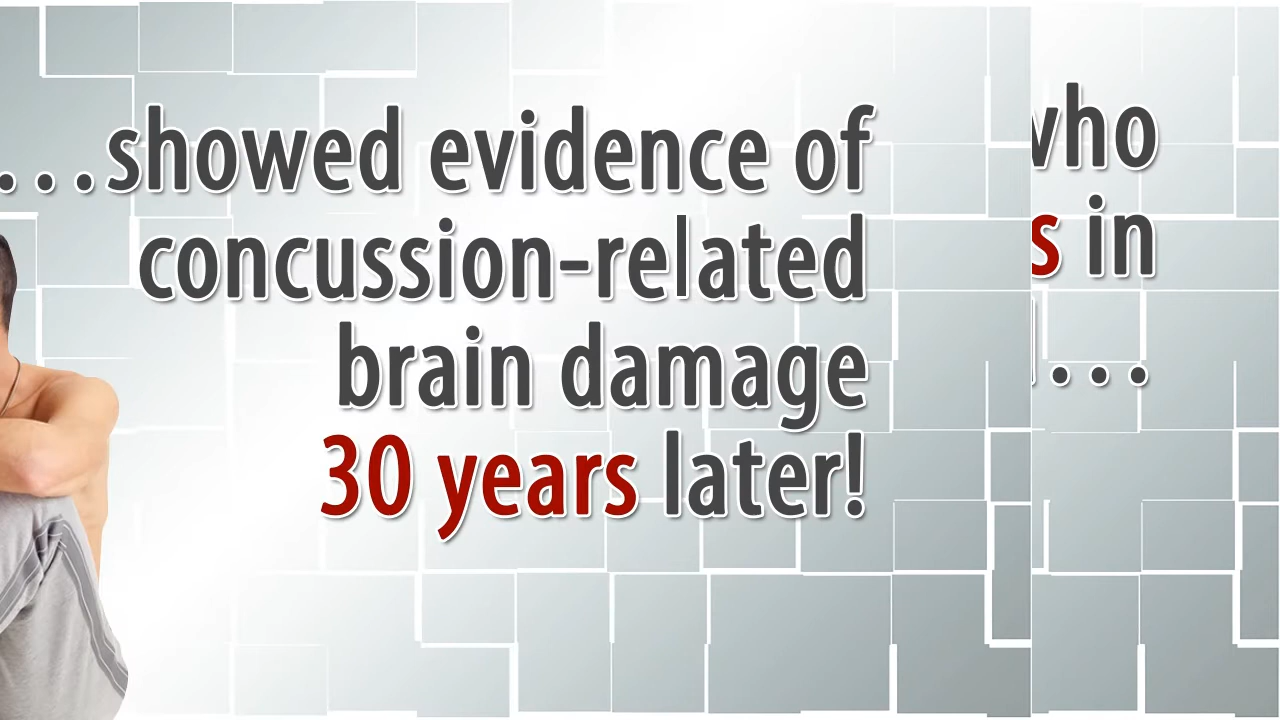 ...showed evidence of
concussion-related
brain damage
30 years later!
who
s in
...